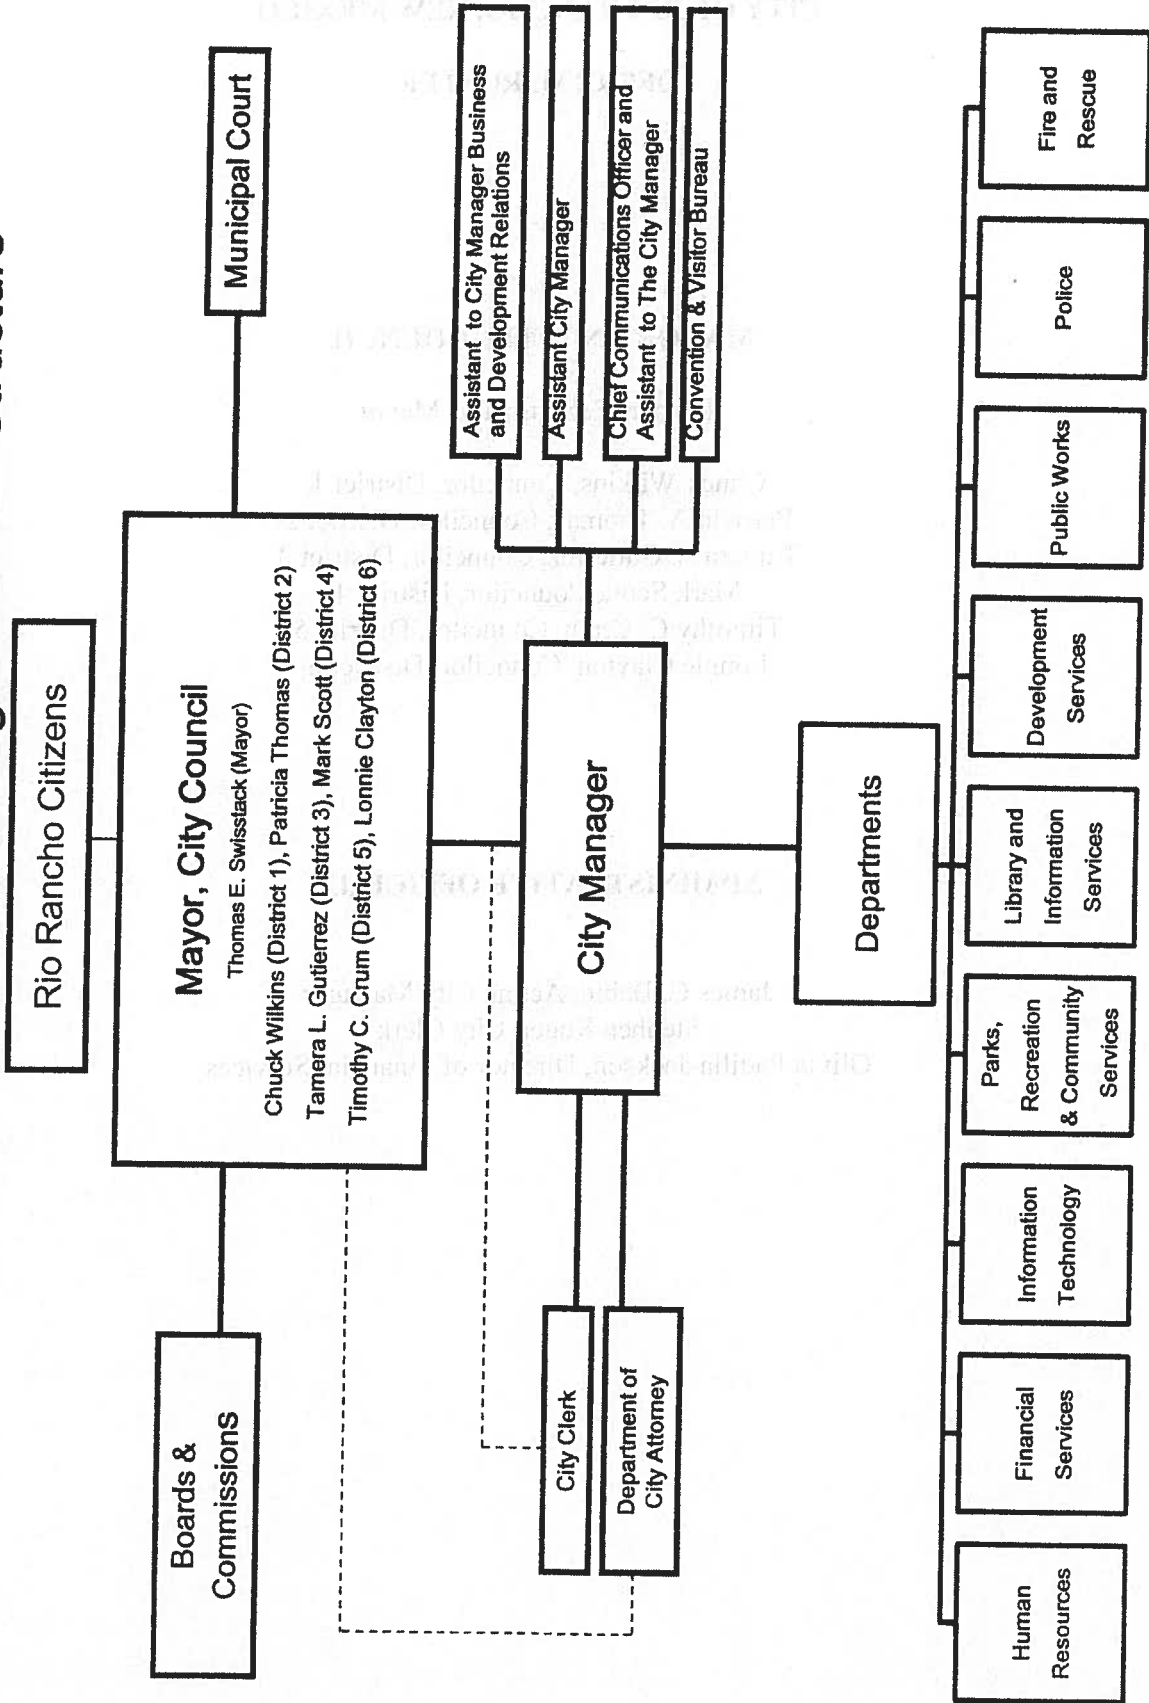 Structure
Rio Rancho Citizens
Mayor, City Council
Thomas E. Swisstack (Mayor)
Chuck Wilkins (District 1), Patricia Thomas (District 2)
Tamera L. Gutierrez (District 3), Mark Scott (District 4)
Timothy C. Crum (District 5), Lonnie Clayton (District 6)
Boards &
Commissions
Municipal Court
City Manager
Assistant to City Manager Business
and Development Relations
Assistant City Manager
Chief Communications Officer and
Assistant to The City Manager
Convention & Visitor Bureau
City Clerk
Department of
City Attorney
Departments
Human
Resources
Financial
Services
Information
Technology
Parks,
Recreation
& Community
Services
Library and
Information
Services
Development
Services
Public Works
Police
Fire and
Rescue